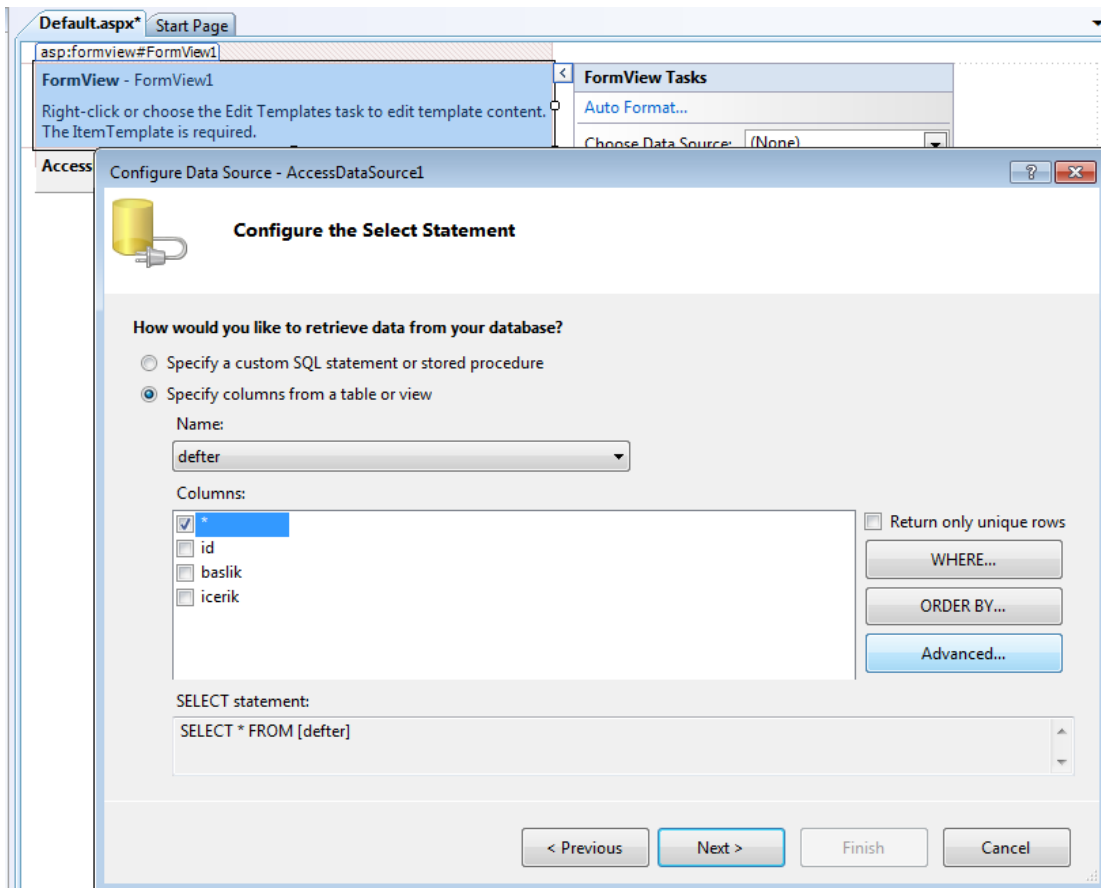 Default.aspx* Start Page
asp:formview#FormView1
FormView - FormView1
Right-click or choose the Edit Templates task to edit template content.
The ItemTemplate is required.
FormView Tasks
Auto Format...
Choose Data Source: (None)
Access
Configure Data Source - AccessDataSource1
Configure the Select Statement
How would you like to retrieve data from your database?
Specify a custom SQL statement or stored procedure
Specify columns from a table or view
Name:
defter
Columns:
*
id
baslik
icerik
Return only unique rows
WHERE...
ORDER BY...
Advanced...
SELECT statement:
SELECT * FROM [defter]
< Previous
Next >
Finish
Cancel